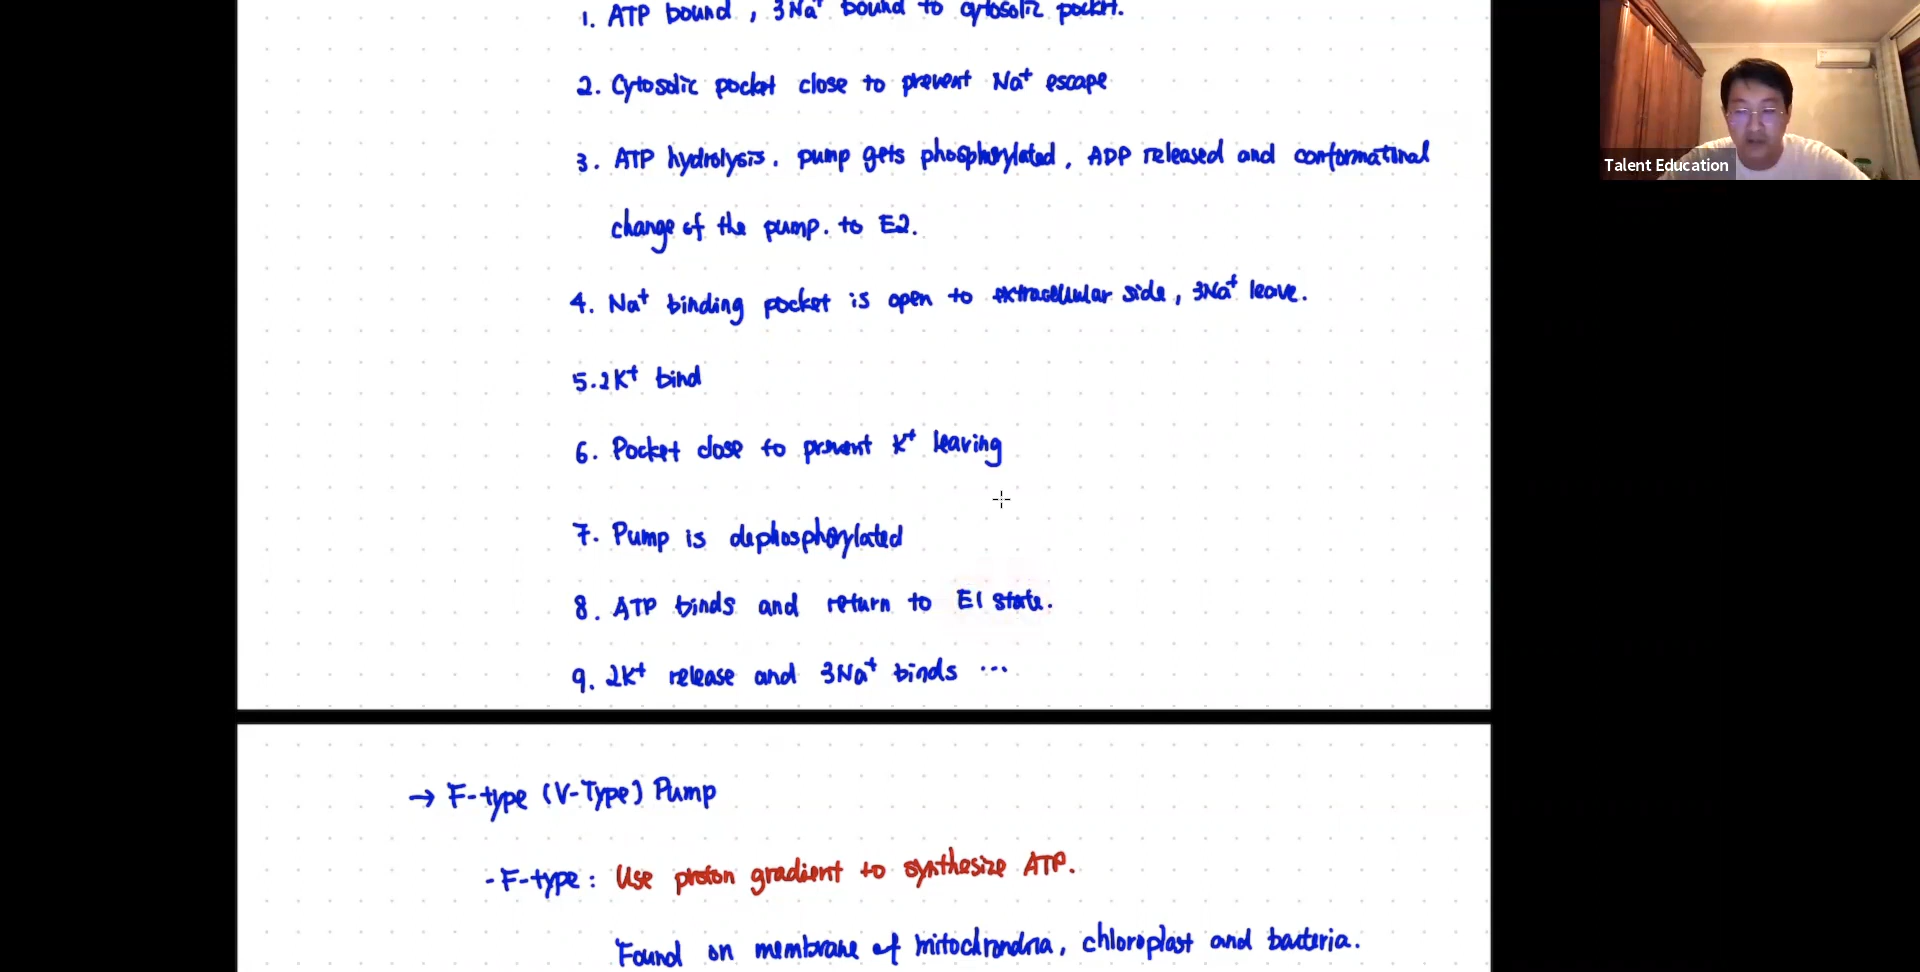 1. ATP bound, 3Na⁺ bound to cytosolic pocket.
2. Cytosolic pocket close to prevent Na⁺ escape
3. ATP hydrolysis. pump gets phosphorylated, ADP released and conformational
change of the pump. to E2.
4. Na⁺ binding pocket is open to extracellular side, 3Na⁺ leave.
5. 2K⁺ bind
6. Pocket close to prevent K⁺ leaving
7. Pump is dephosphorylated
8. ATP binds and return to E1 state.
9. 2K⁺ release and 3Na⁺ binds ...
→ F-type (V-Type) Pump
- F-type: Use proton gradient to synthesize ATP.
Found on membrane of mitochondria, chloroplast and bacteria.
Talent Education